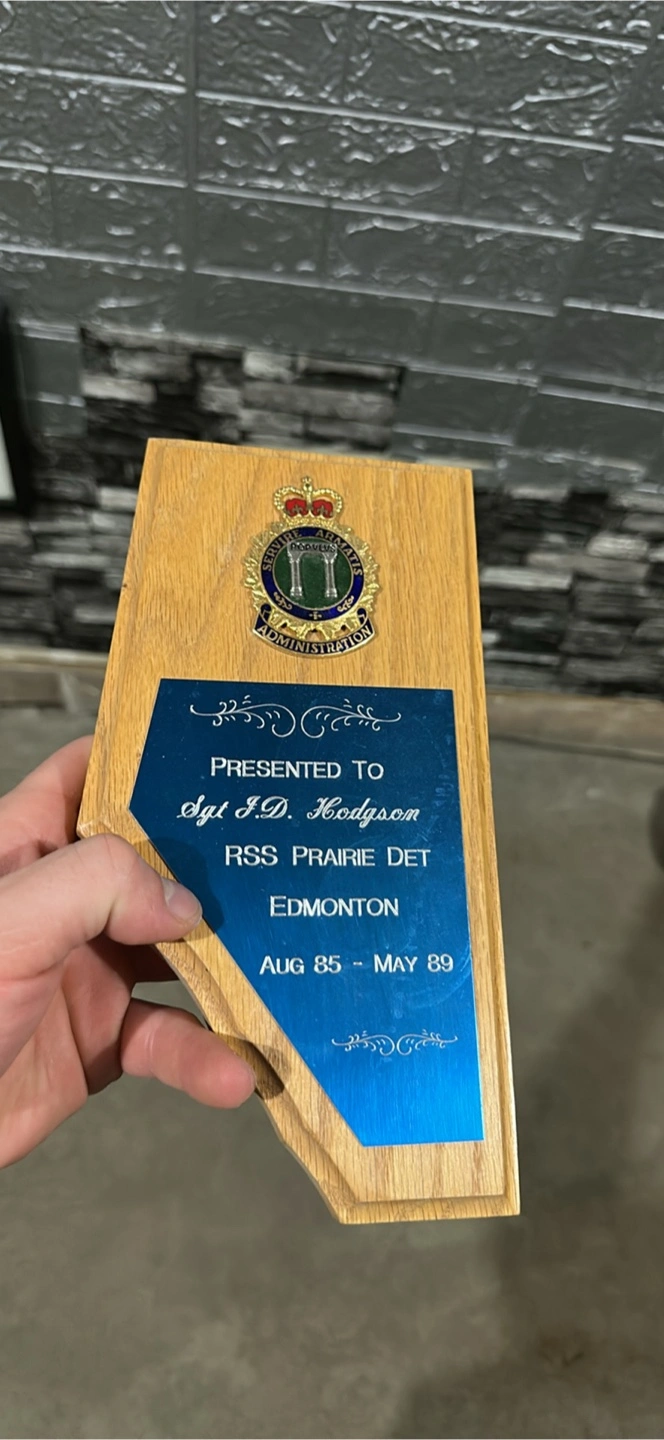 SERVIRE ARMATIS
ADMINISTRATION
PRESENTED TO
Sgt J.D. Hodgson
RSS PRAIRIE DET
EDMONTON
AUG 85 - MAY 89